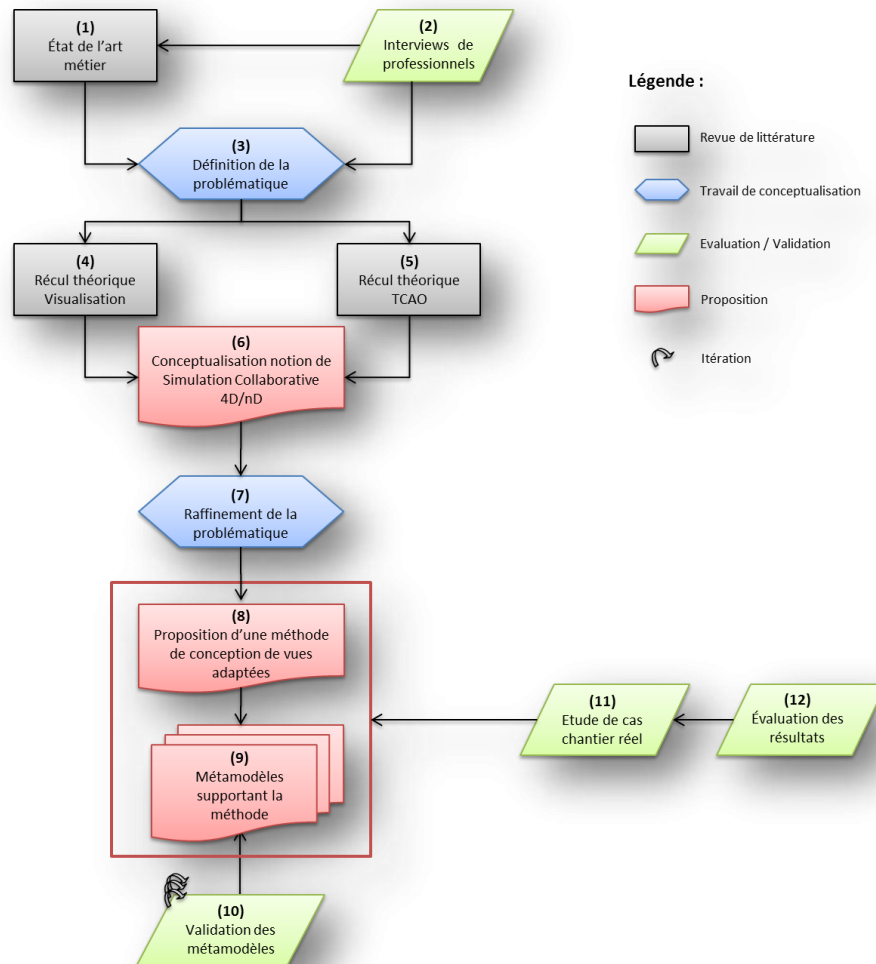 (1)
État de l'art
métier
(2)
Interviews de
professionnels
(3)
Définition de la
problématique
(4)
Récul théorique
Visualisation
(5)
Récul théorique
TCAO
(6)
Conceptualisation notion de
Simulation Collaborative
4D/nD
(7)
Raffinement de la
problématique
(8)
Proposition d'une méthode
de conception de vues
adaptées
(9)
Métamodèles
supportant la
méthode
(10)
Validation des
métamodèles
(11)
Etude de cas
chantier réel
(12)
Évaluation des
résultats
Légende :
Revue de littérature
Travail de conceptualisation
Evaluation / Validation
Proposition
Itération